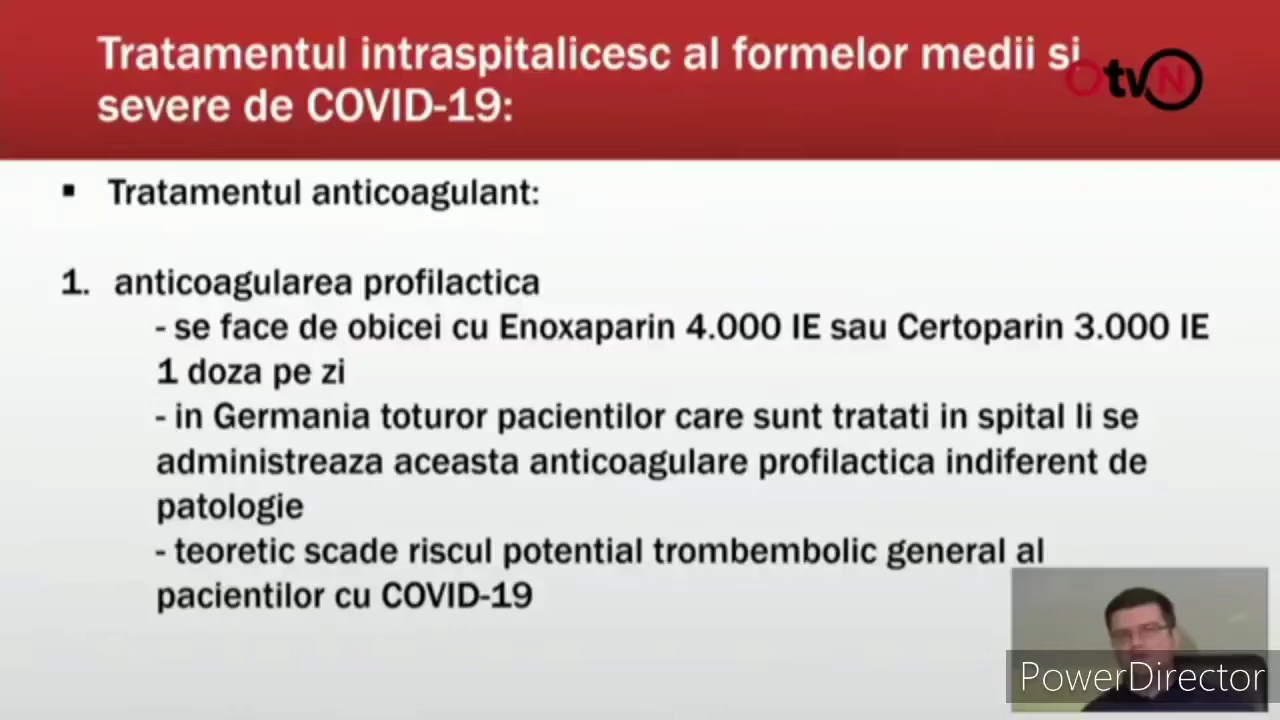 Tratamentul intraspitalicesc al formelor medii si
severe de COVID-19:
OtvN
▪ Tratamentul anticoagulant:
1. anticoagularea profilactica
- se face de obicei cu Enoxaparin 4.000 IE sau Certoparin 3.000 IE
1 doza pe zi
- in Germania toturor pacientilor care sunt tratati in spital li se
administreaza aceasta anticoagulare profilactica indiferent de
patologie
- teoretic scade riscul potential trombembolic general al
pacientilor cu COVID-19
PowerDirector